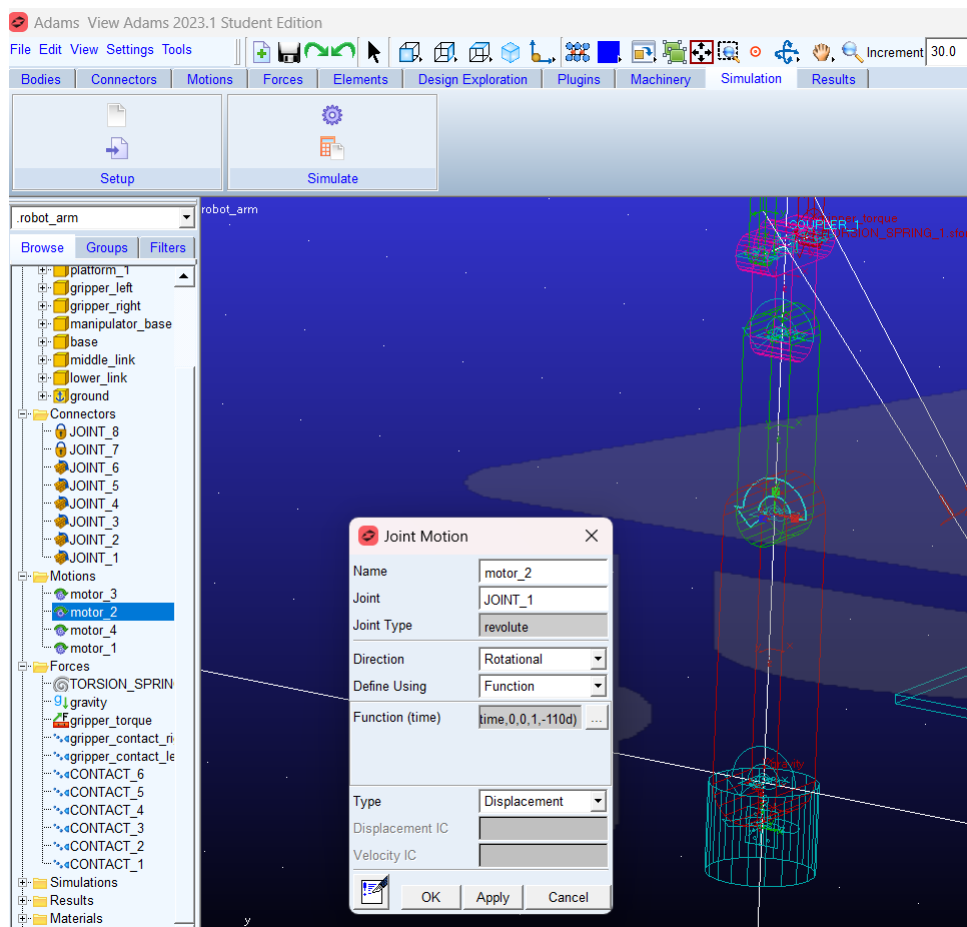 Adams View Adams 2023.1 Student Edition
File Edit View Settings Tools
Increment 30.0
Bodies Connectors Motions Forces Elements Design Exploration Plugins Machinery Simulation Results
Setup Simulate
.robot_arm
robot_arm
Browse Groups Filters
COUPLER_1
platform_1
gripper_left
gripper_right
manipulator_base
base
middle_link
lower_link
ground
Connectors
JOINT_8
JOINT_7
JOINT_6
JOINT_5
JOINT_4
JOINT_3
JOINT_2
JOINT_1
Motions
motor_3
motor_2
motor_4
motor_1
Forces
TORSION_SPRIN
gravity
gripper_torque
gripper_contact_ri
gripper_contact_le
CONTACT_6
CONTACT_5
CONTACT_4
CONTACT_3
CONTACT_2
CONTACT_1
Simulations
Results
Materials
Joint Motion
Name motor_2
Joint JOINT_1
Joint Type revolute
Direction Rotational
Define Using Function
Function (time) time,0,0,1,-110d) ...
Type Displacement
Displacement IC
Velocity IC
OK Apply Cancel
y